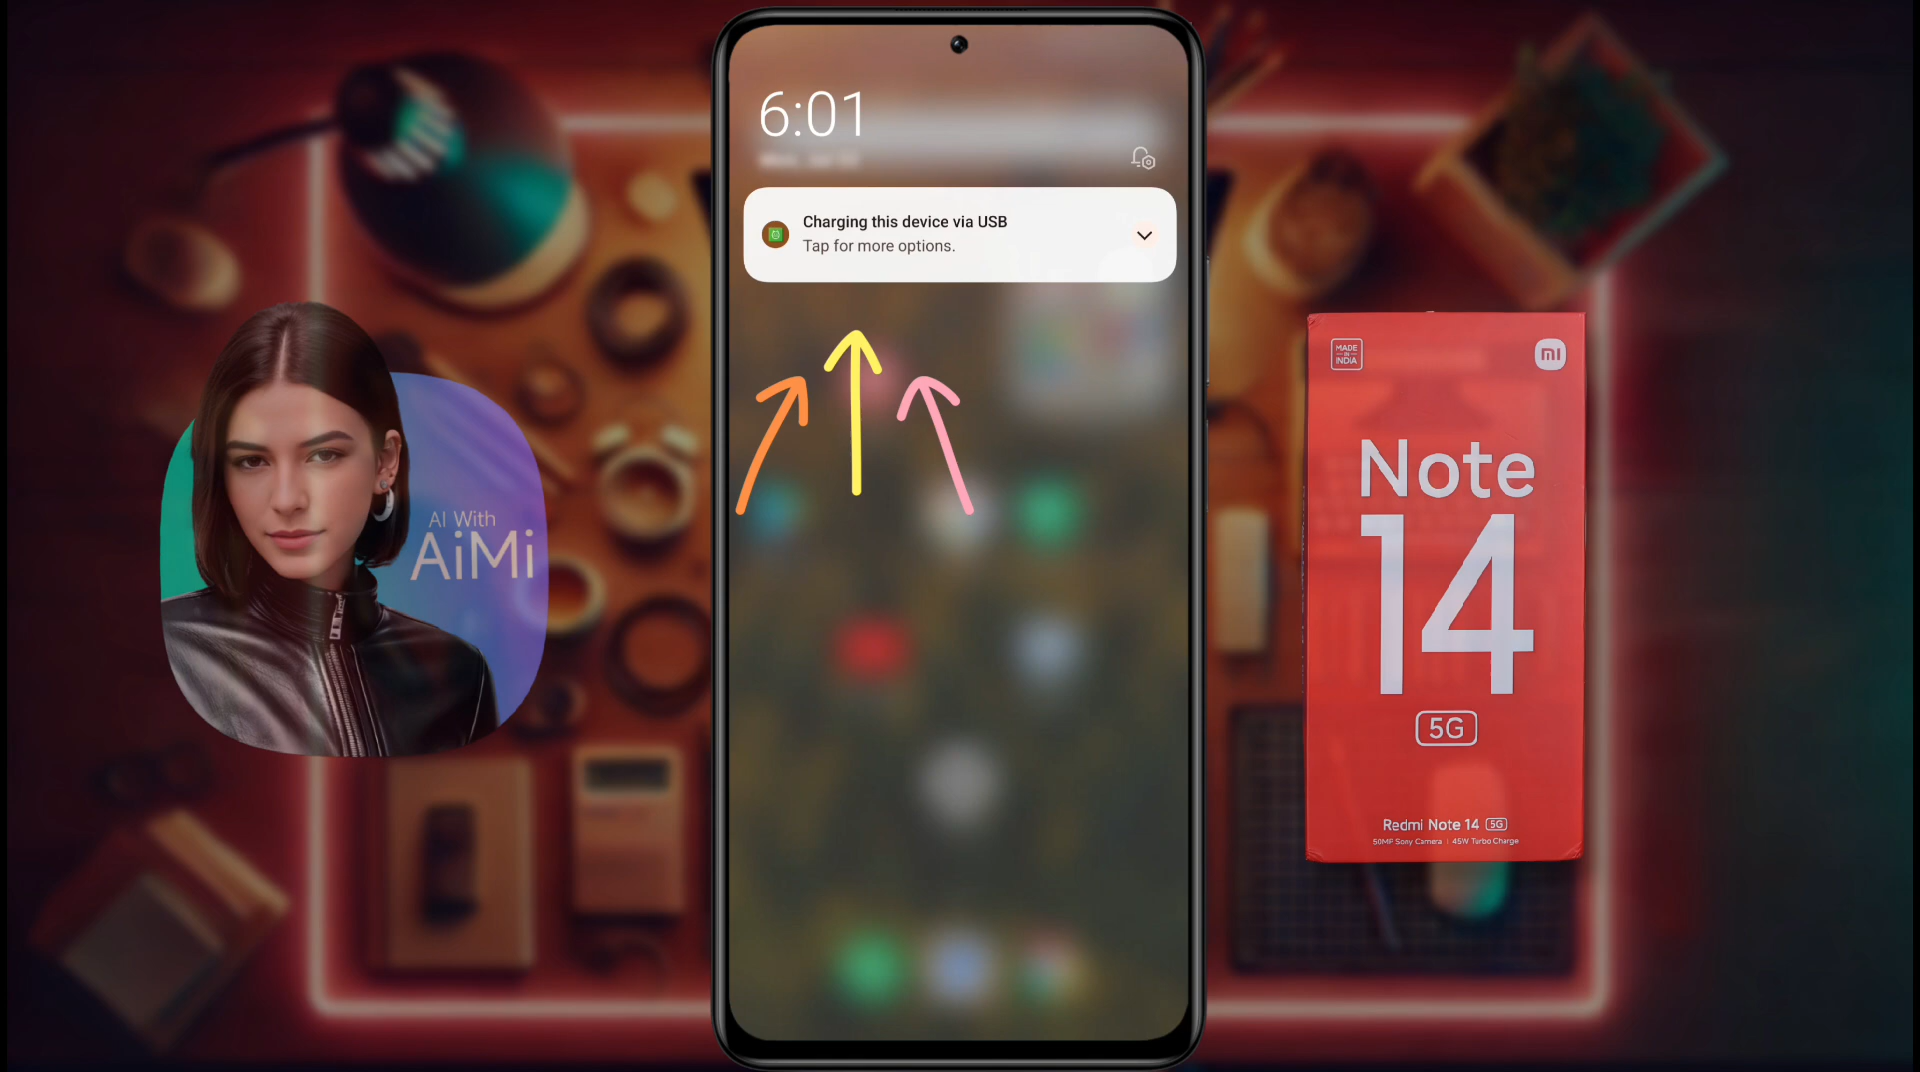 6:01
Charging this device via USB
Tap for more options.
AI With
AiMi
MADE
IN
INDIA
mi
Note
14
5G
Redmi Note 14 5G
50MP Sony Camera | 45W Turbo Charge